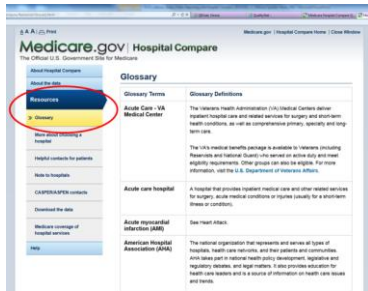 A A A | Print
Medicare.gov | Hospital Compare Home | Close Window
Medicare.gov | Hospital Compare
The Official U.S. Government Site for Medicare
About Hospital Compare
About the data
Resources
Glossary
More about choosing a hospital
Helpful contacts for patients
Note to hospitals
CASPER/ASPEN contacts
Download the data
Medicare coverage of hospital services
Help
Glossary
Glossary Terms
Glossary Definitions
Acute Care - VA
Medical Center
The Veterans Health Administration (VA) Medical Centers deliver
inpatient hospital care and related services for surgery and short-term
health conditions, as well as comprehensive primary, specialty and long-
term care.
The VA's medical benefits package is available to Veterans (including
Reservists and National Guard) who served on active duty and meet
eligibility requirements. Other groups can also be eligible. For more
information, visit the U.S. Department of Veterans Affairs.
Acute care hospital
A hospital that provides inpatient medical care and other related services
for surgery, acute medical conditions or injuries (usually for a short-term
illness or condition).
Acute myocardial
infarction (AMI)
See Heart Attack.
American Hospital
Association (AHA)
The national organization that represents and serves all types of
hospitals, health care networks, and their patients and communities.
AHA takes part in national health policy development, legislative and
regulatory debates, and legal matters. It also provides education for
health care leaders and is a source of information on health care issues
and trends.